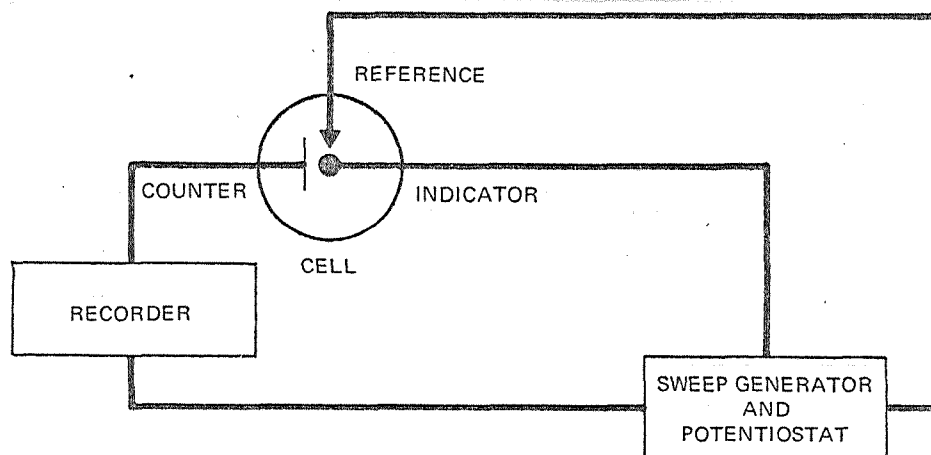 REFERENCE
COUNTER
INDICATOR
CELL
RECORDER
SWEEP GENERATOR
AND
POTENTIOSTAT